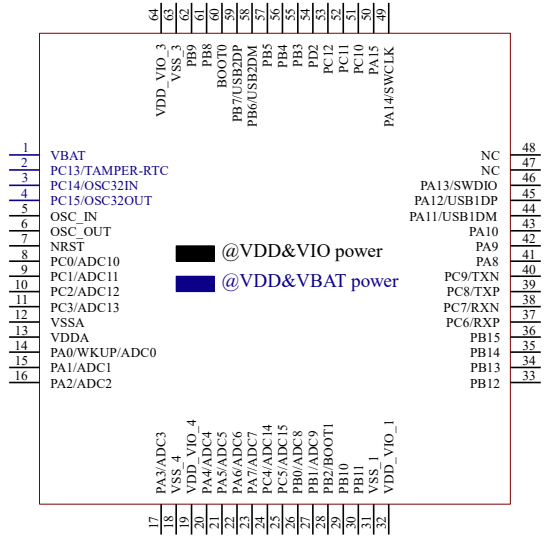 64
63
62
61
60
59
58
57
56
55
54
53
52
51
50
49
VDD_VIO_3
VSS_3
PB9
PB8
BOOT0
PB7/USB2DP
PB6/USB2DM
PB5
PB4
PB3
PD2
PC12
PC11
PC10
PA15
PA14/SWCLK
1 VBAT
2 PC13/TAMPER-RTC
3 PC14/OSC32IN
4 PC15/OSC32OUT
5 OSC_IN
6 OSC_OUT
7 NRST
8 PC0/ADC10
9 PC1/ADC11
10 PC2/ADC12
11 PC3/ADC13
12 VSSA
13 VDDA
14 PA0/WKUP/ADC0
15 PA1/ADC1
16 PA2/ADC2
@VDD&VIO power
@VDD&VBAT power
NC 48
NC 47
PA13/SWDIO 46
PA12/USB1DP 45
PA11/USB1DM 44
PA10 43
PA9 42
PA8 41
PC9/TXN 40
PC8/TXP 39
PC7/RXN 38
PC6/RXP 37
PB15 36
PB14 35
PB13 34
PB12 33
PA3/ADC3
VSS_4
VDD_VIO_4
PA4/ADC4
PA5/ADC5
PA6/ADC6
PA7/ADC7
PC4/ADC14
PC5/ADC15
PB0/ADC8
PB1/ADC9
PB2/BOOT1
PB10
PB11
VSS_1
VDD_VIO_1
17
18
19
20
21
22
23
24
25
26
27
28
29
30
31
32